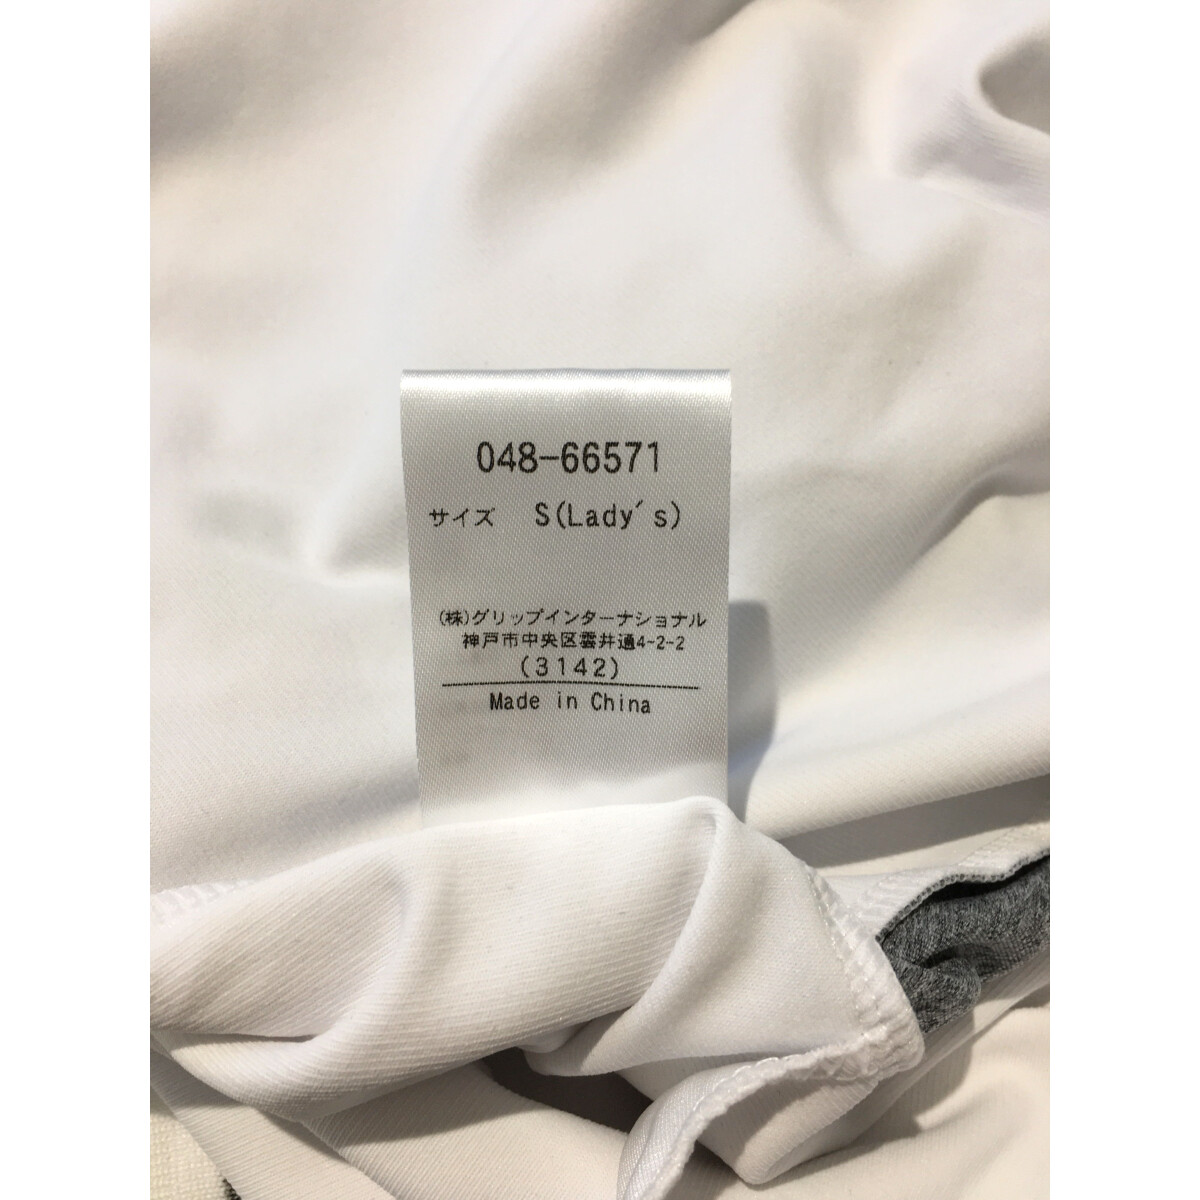 048-66571
サイズ S(Lady's)
(株)グリップインターナショナル
神戸市中央区雲井通4-2-2
(3142)
Made in China